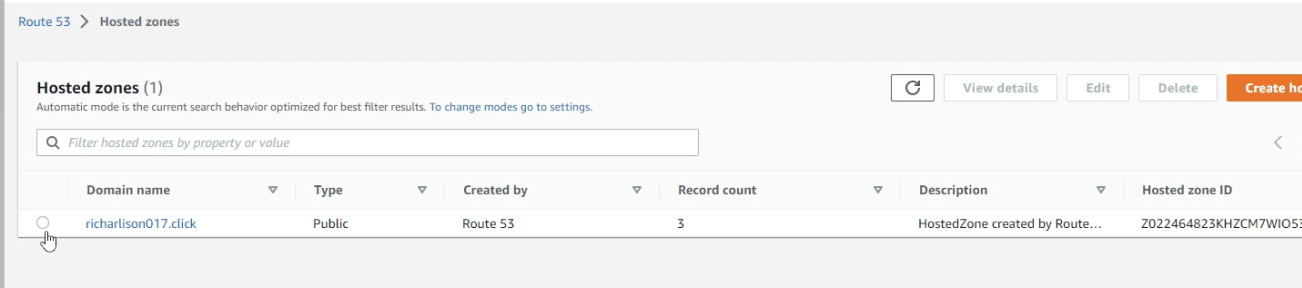 Route 53 > Hosted zones
Hosted zones (1)
View details Edit Delete Create ho
Automatic mode is the current search behavior optimized for best filter results. To change modes go to settings.
Filter hosted zones by property or value
Domain name Type Created by Record count Description Hosted zone ID
richarlison017.click Public Route 53 3 HostedZone created by Route... Z022464823KHZCM7WIO53